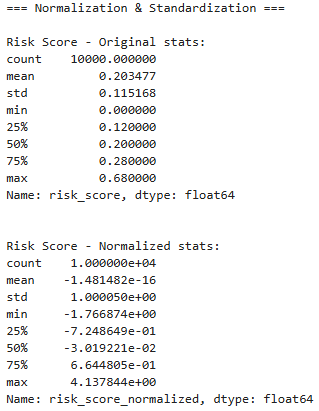 === Normalization & Standardization ===
Risk Score - Original stats:
count    10000.000000
mean         0.203477
std          0.115168
min          0.000000
25%          0.120000
50%          0.200000
75%          0.280000
max          0.680000
Name: risk_score, dtype: float64
Risk Score - Normalized stats:
count    1.000000e+04
mean    -1.481482e-16
std      1.000050e+00
min     -1.766874e+00
25%     -7.248649e-01
50%     -3.019221e-02
75%      6.644805e-01
max      4.137844e+00
Name: risk_score_normalized, dtype: float64